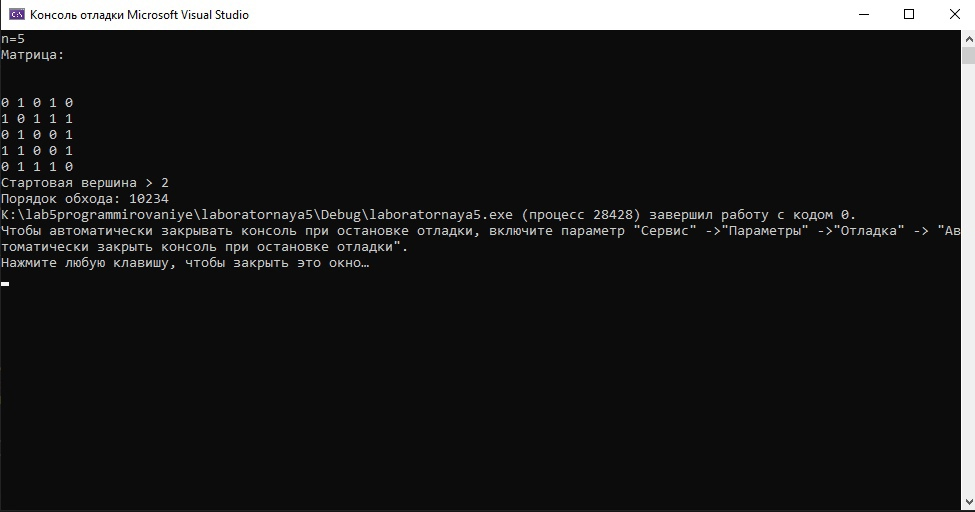 Консоль отладки Microsoft Visual Studio
n=5
Матрица:
0 1 0 1 0
1 0 1 1 1
0 1 0 0 1
1 1 0 0 1
0 1 1 1 0
Стартовая вершина > 2
Порядок обхода: 10234
K:\lab5programmirovaniye\laboratornaya5\Debug\laboratornaya5.exe (процесс 28428) завершил работу с кодом 0.
Чтобы автоматически закрывать консоль при остановке отладки, включите параметр "Сервис" ->"Параметры" ->"Отладка" -> "Ав
томатически закрыть консоль при остановке отладки".
Нажмите любую клавишу, чтобы закрыть это окно…